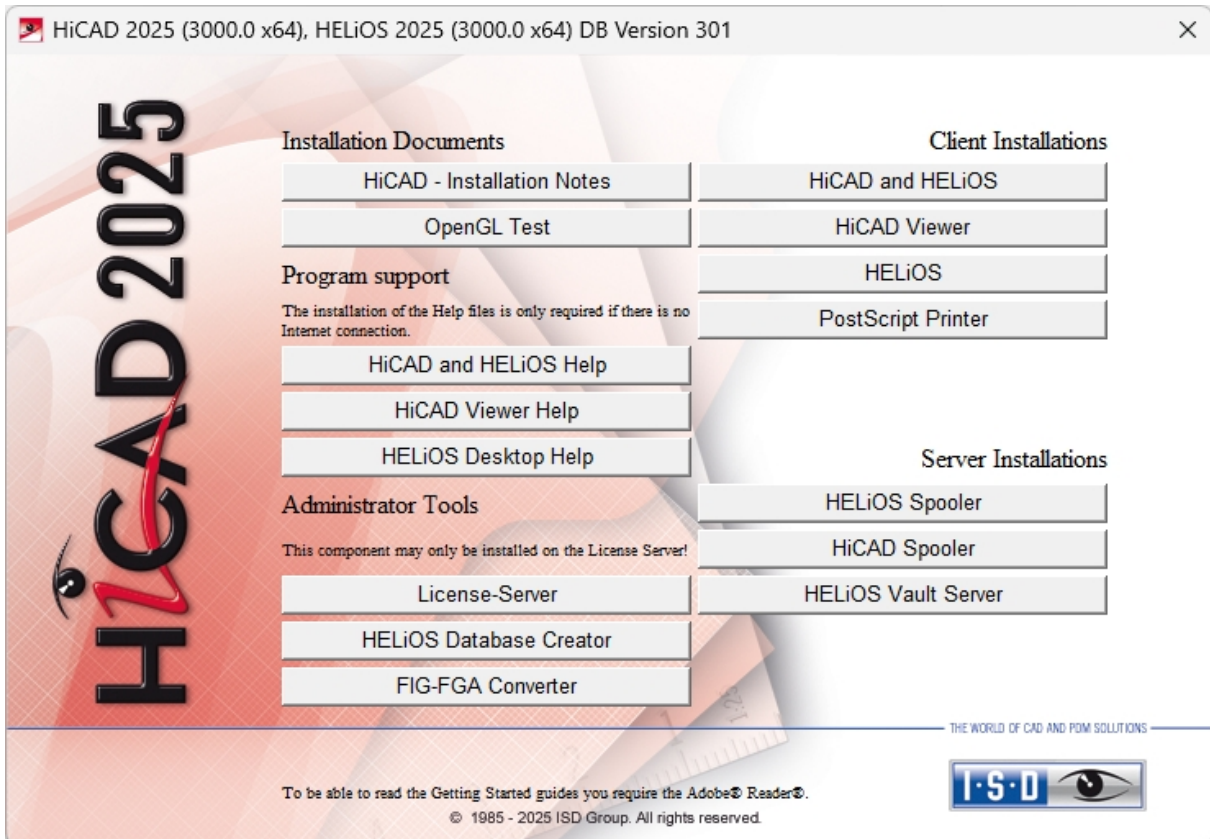 HiCAD 2025 (3000.0 x64), HELiOS 2025 (3000.0 x64) DB Version 301
HiCAD 2025
Installation Documents
HiCAD - Installation Notes
OpenGL Test
Program support
The installation of the Help files is only required if there is no
Internet connection.
HiCAD and HELiOS Help
HiCAD Viewer Help
HELiOS Desktop Help
Administrator Tools
This component may only be installed on the License Server!
License-Server
HELiOS Database Creator
FIG-FGA Converter
Client Installations
HiCAD and HELiOS
HiCAD Viewer
HELiOS
PostScript Printer
Server Installations
HELiOS Spooler
HiCAD Spooler
HELiOS Vault Server
THE WORLD OF CAD AND PDM SOLUTIONS
I·S·D
To be able to read the Getting Started guides you require the Adobe® Reader®.
© 1985 - 2025 ISD Group. All rights reserved.